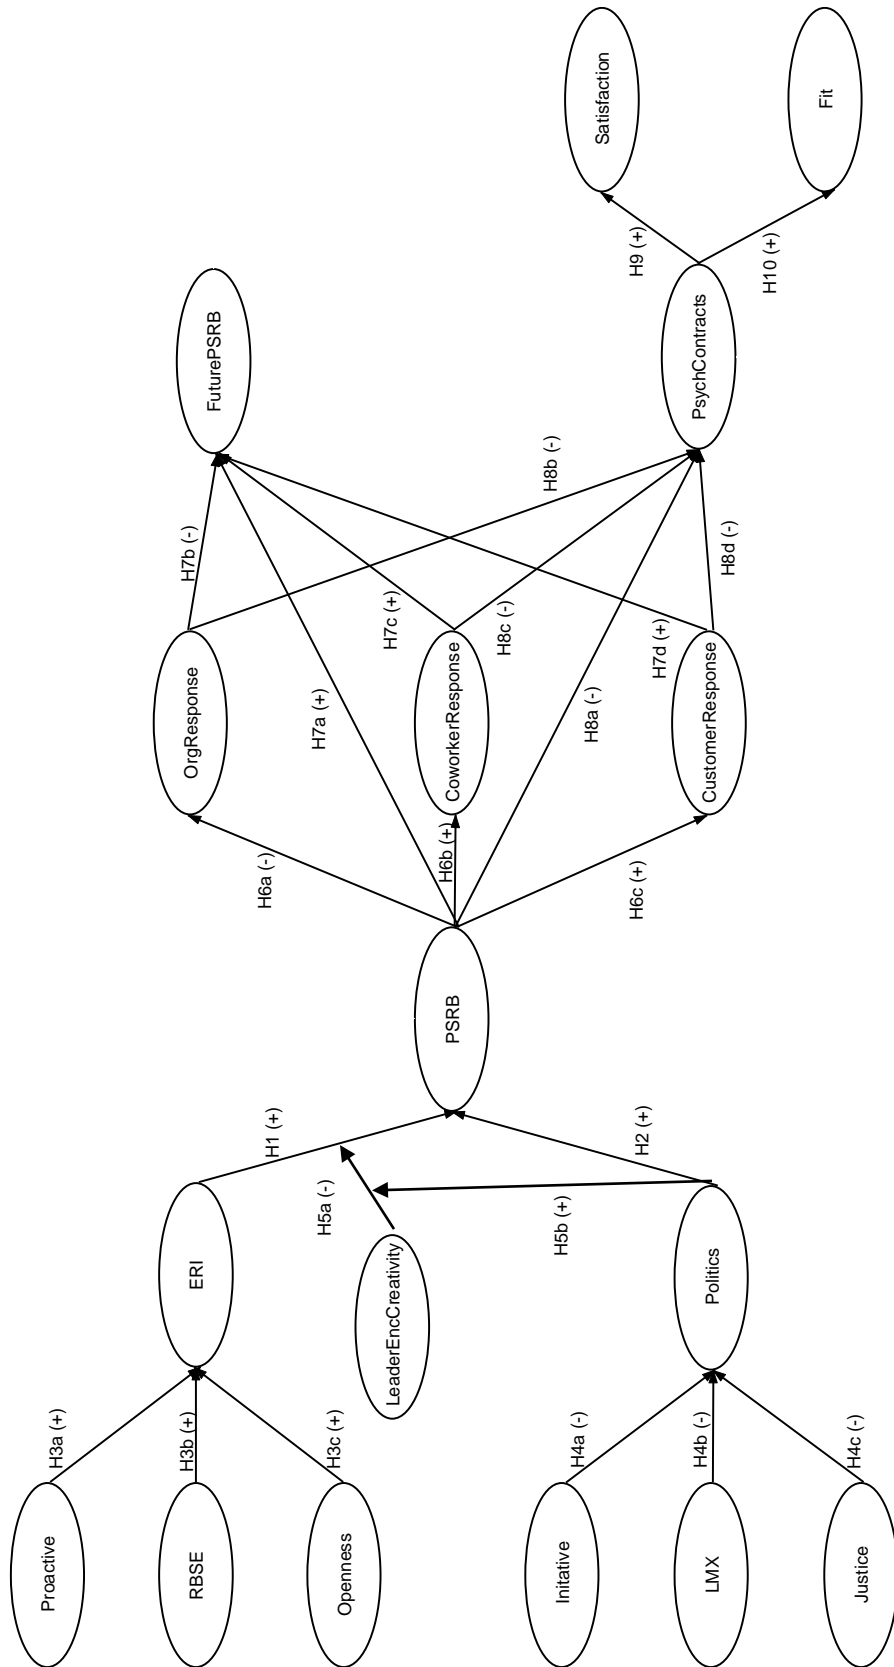 Proactive
RBSE
Openness
Initative
LMX
Justice
H3a (+)
H3b (+)
H3c (+)
H4a (-)
H4b (-)
H4c (-)
ERI
LeaderEncCreativity
Politics
H1 (+)
H5a (-)
H5b (+)
H2 (+)
PSRB
H6a (-)
H6b (+)
H6c (+)
OrgResponse
CoworkerResponse
CustomerResponse
H7a (+)
H8a (-)
H7b (-)
H7c (+)
H8c (-)
H7d (+)
H8b (-)
H8d (-)
FuturePSRB
PsychContracts
H9 (+)
H10 (+)
Satisfaction
Fit